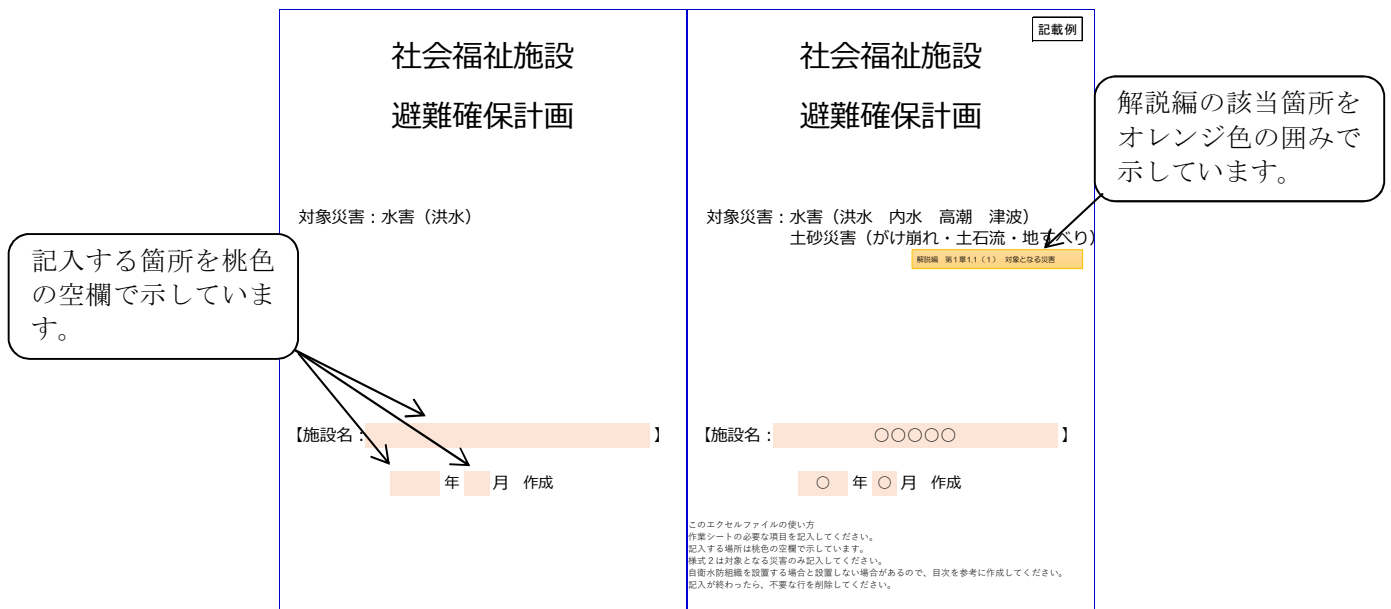 社会福祉施設
避難確保計画
対象災害：水害（洪水）
記入する箇所を桃色
の空欄で示していま
す。
【施設名： 】
年 月 作成
記載例
社会福祉施設
避難確保計画
解説編の該当箇所を
オレンジ色の囲みで
示しています。
対象災害：水害（洪水 内水 高潮 津波）
土砂災害（がけ崩れ・土石流・地すべり）
解説編 第1章1.1（1） 対象となる災害
【施設名： ○○○○○ 】
○ 年 ○ 月 作成
このエクセルファイルの使い方
作業シートの必要な項目を記入してください。
記入する場所は桃色の空欄で示しています。
様式２は対象となる災害のみ記入してください。
自衛水防組織を設置する場合と設置しない場合があるので、目次を参考に作成してください。
記入が終わったら、不要な行を削除してください。